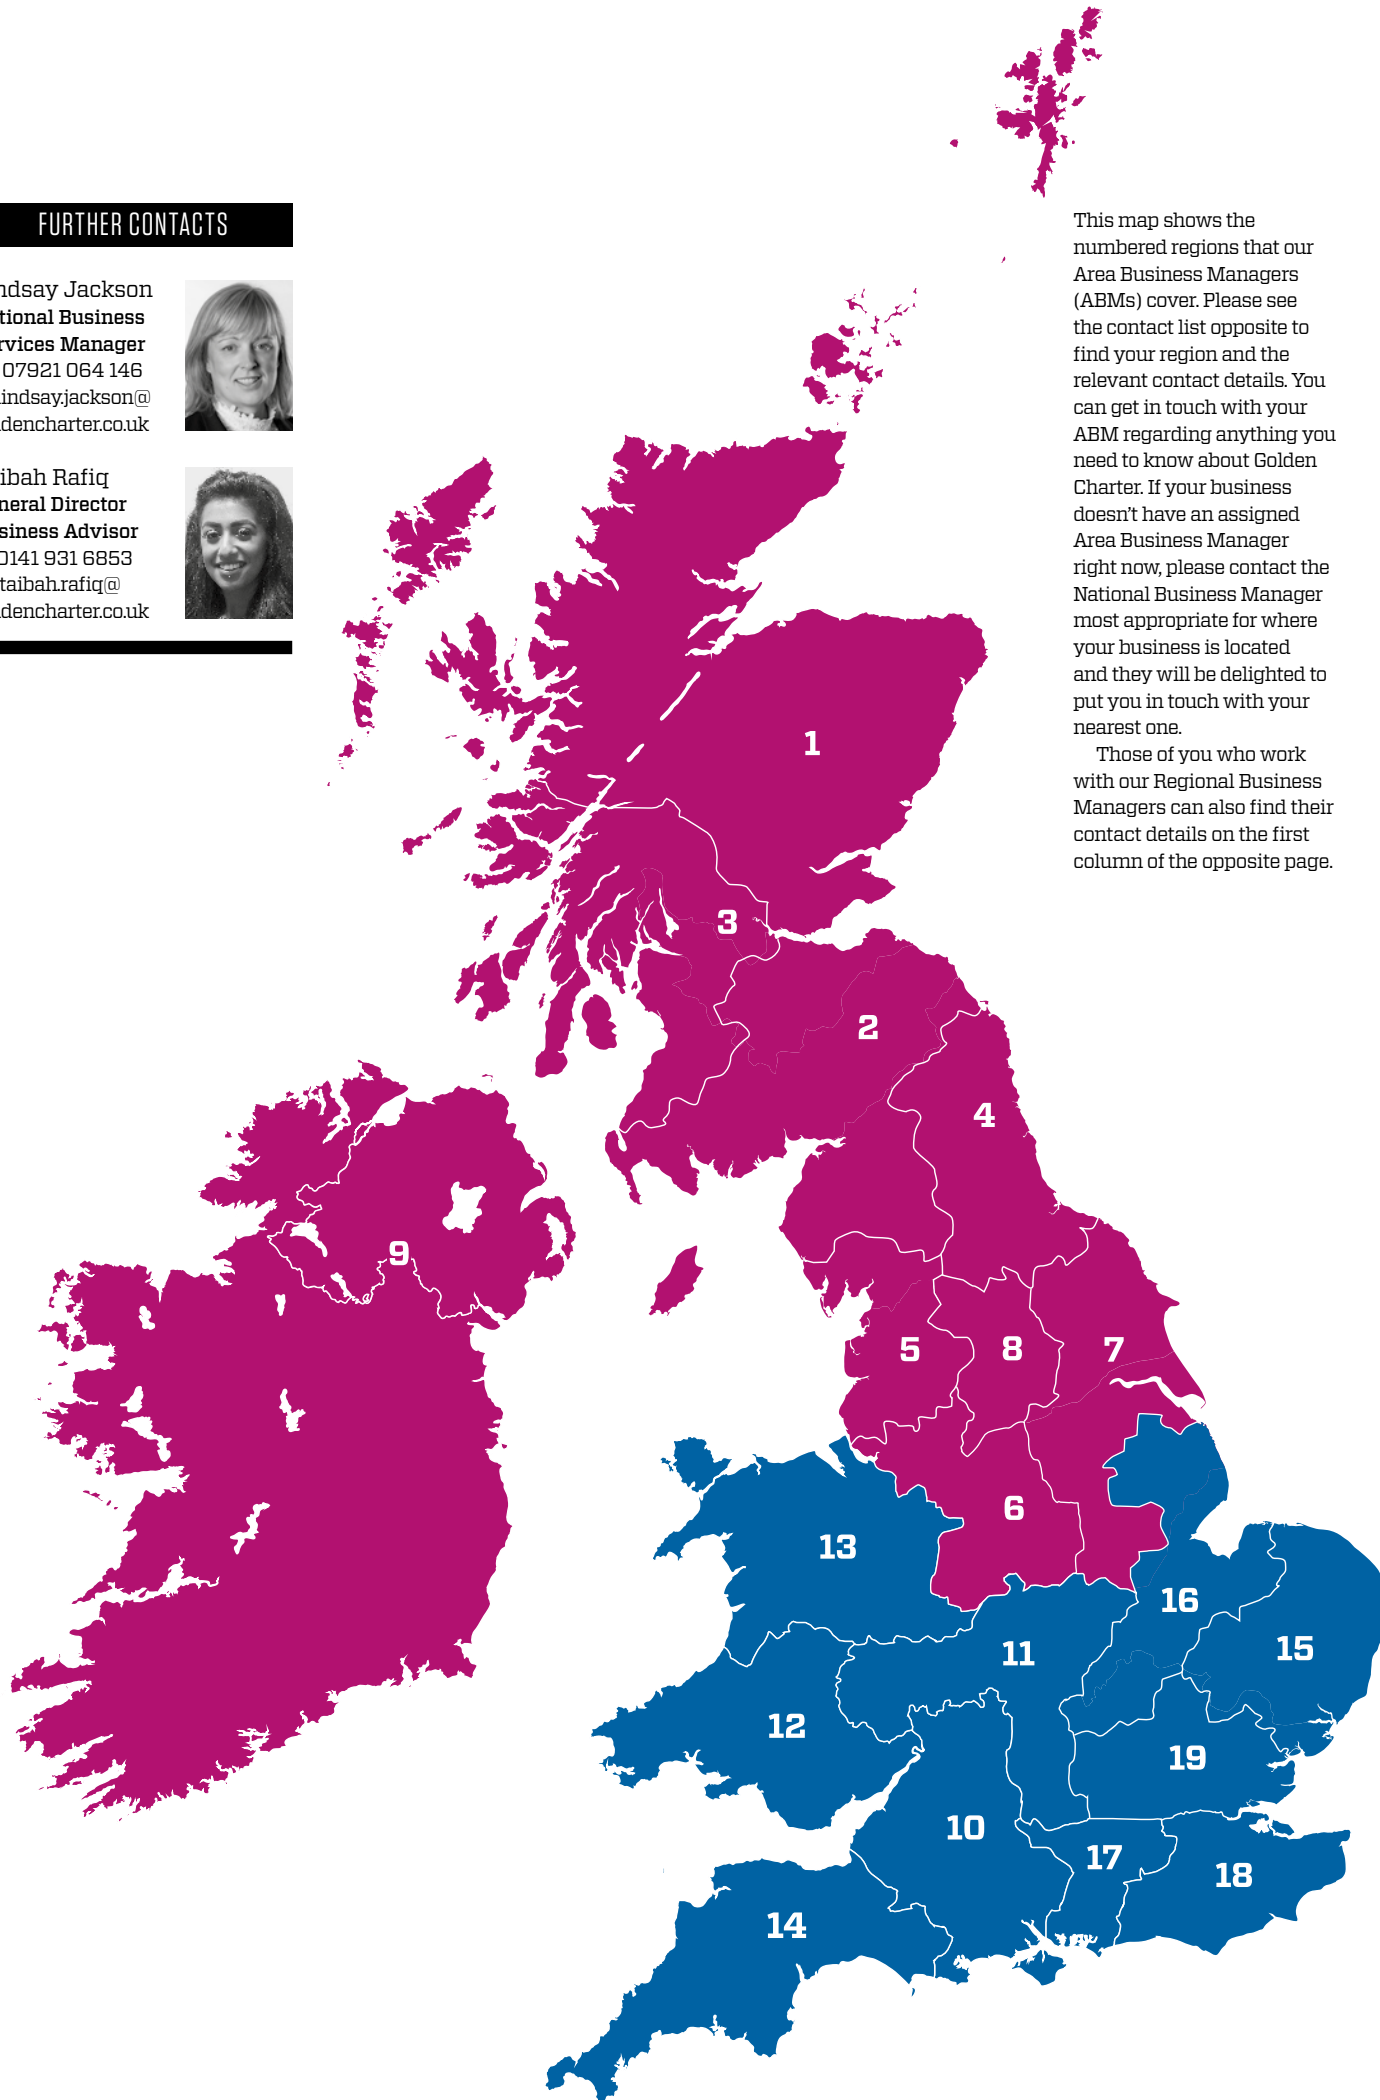 FURTHER CONTACTS
ndsay Jackson
tional Business
rvices Manager
07921 064 146
lindsay.jackson@
dencharter.co.uk
ibah Rafiq
neral Director
siness Advisor
0141 931 6853
taibah.rafiq@
dencharter.co.uk
This map shows the
numbered regions that our
Area Business Managers
(ABMs) cover. Please see
the contact list opposite to
find your region and the
relevant contact details. You
can get in touch with your
ABM regarding anything you
need to know about Golden
Charter. If your business
doesn’t have an assigned
Area Business Manager
right now, please contact the
National Business Manager
most appropriate for where
your business is located
and they will be delighted to
put you in touch with your
nearest one.
Those of you who work
with our Regional Business
Managers can also find their
contact details on the first
column of the opposite page.
1
3
2
4
9
5
8
7
6
13
16
11
15
12
19
10
17
18
14